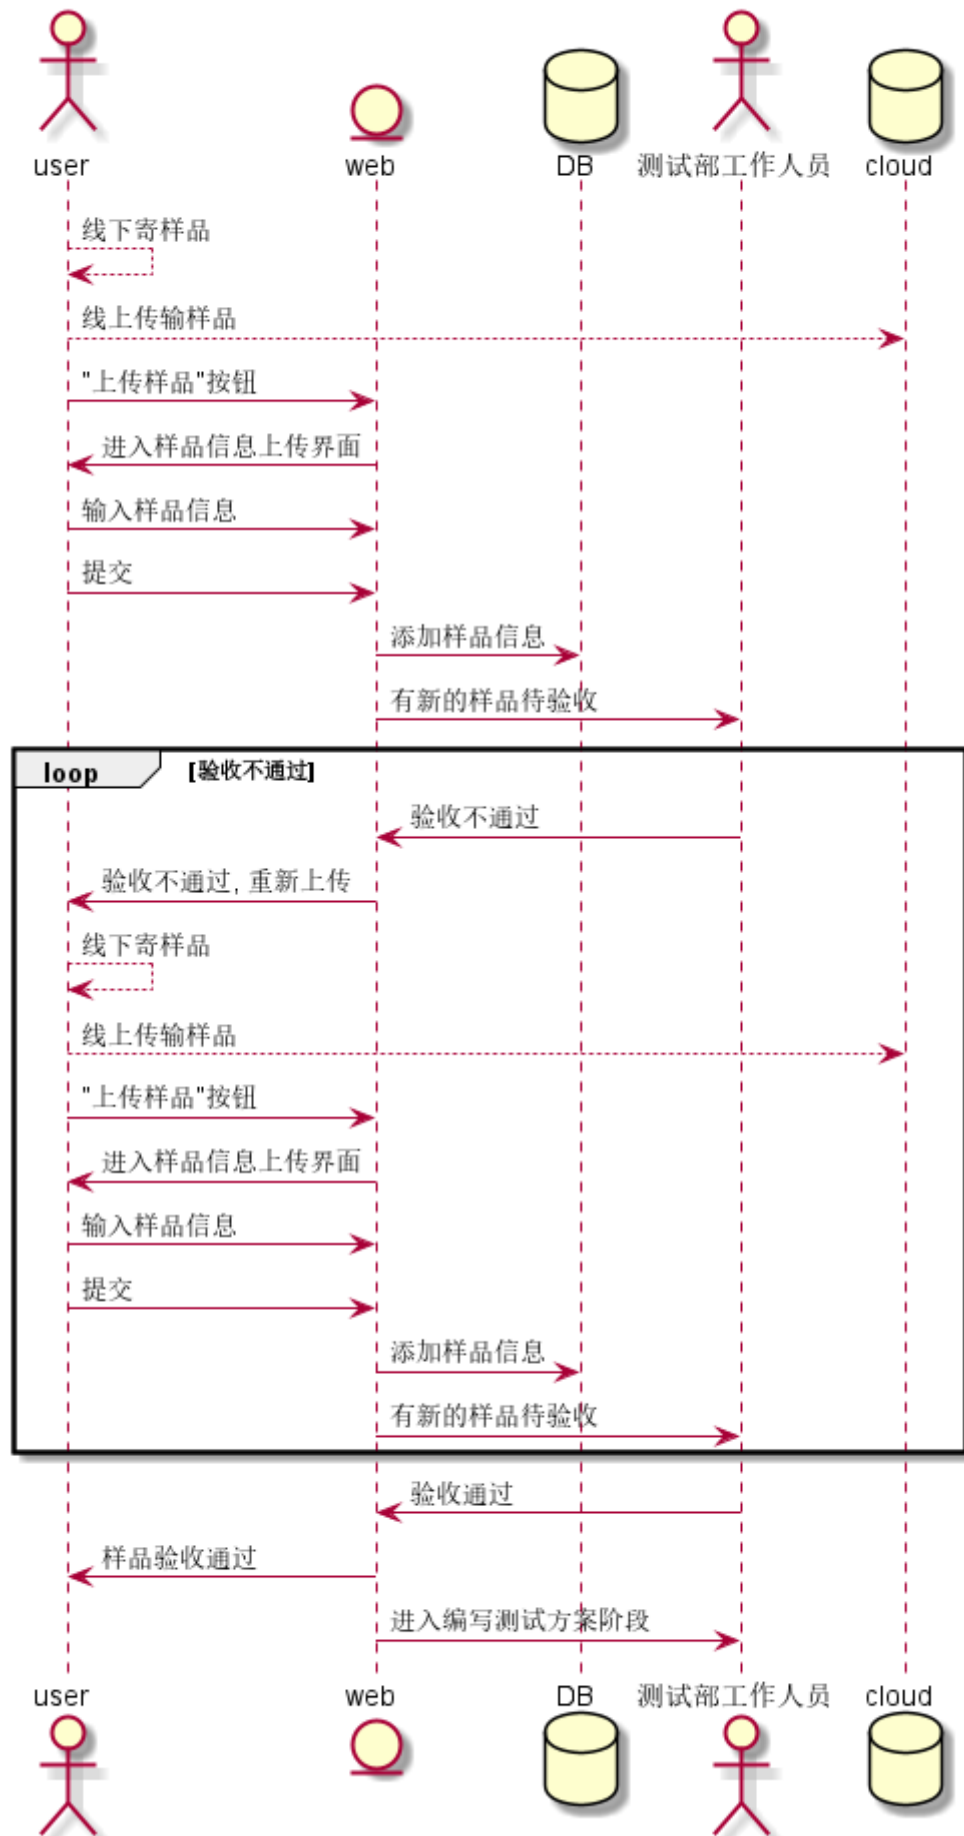 user
web
DB
测试部工作人员
cloud
线下寄样品
线上传输样品
"上传样品"按钮
进入样品信息上传界面
输入样品信息
提交
添加样品信息
有新的样品待验收
loop
[验收不通过]
验收不通过
验收不通过, 重新上传
线下寄样品
线上传输样品
"上传样品"按钮
进入样品信息上传界面
输入样品信息
提交
添加样品信息
有新的样品待验收
验收通过
样品验收通过
进入编写测试方案阶段
user
web
DB
测试部工作人员
cloud